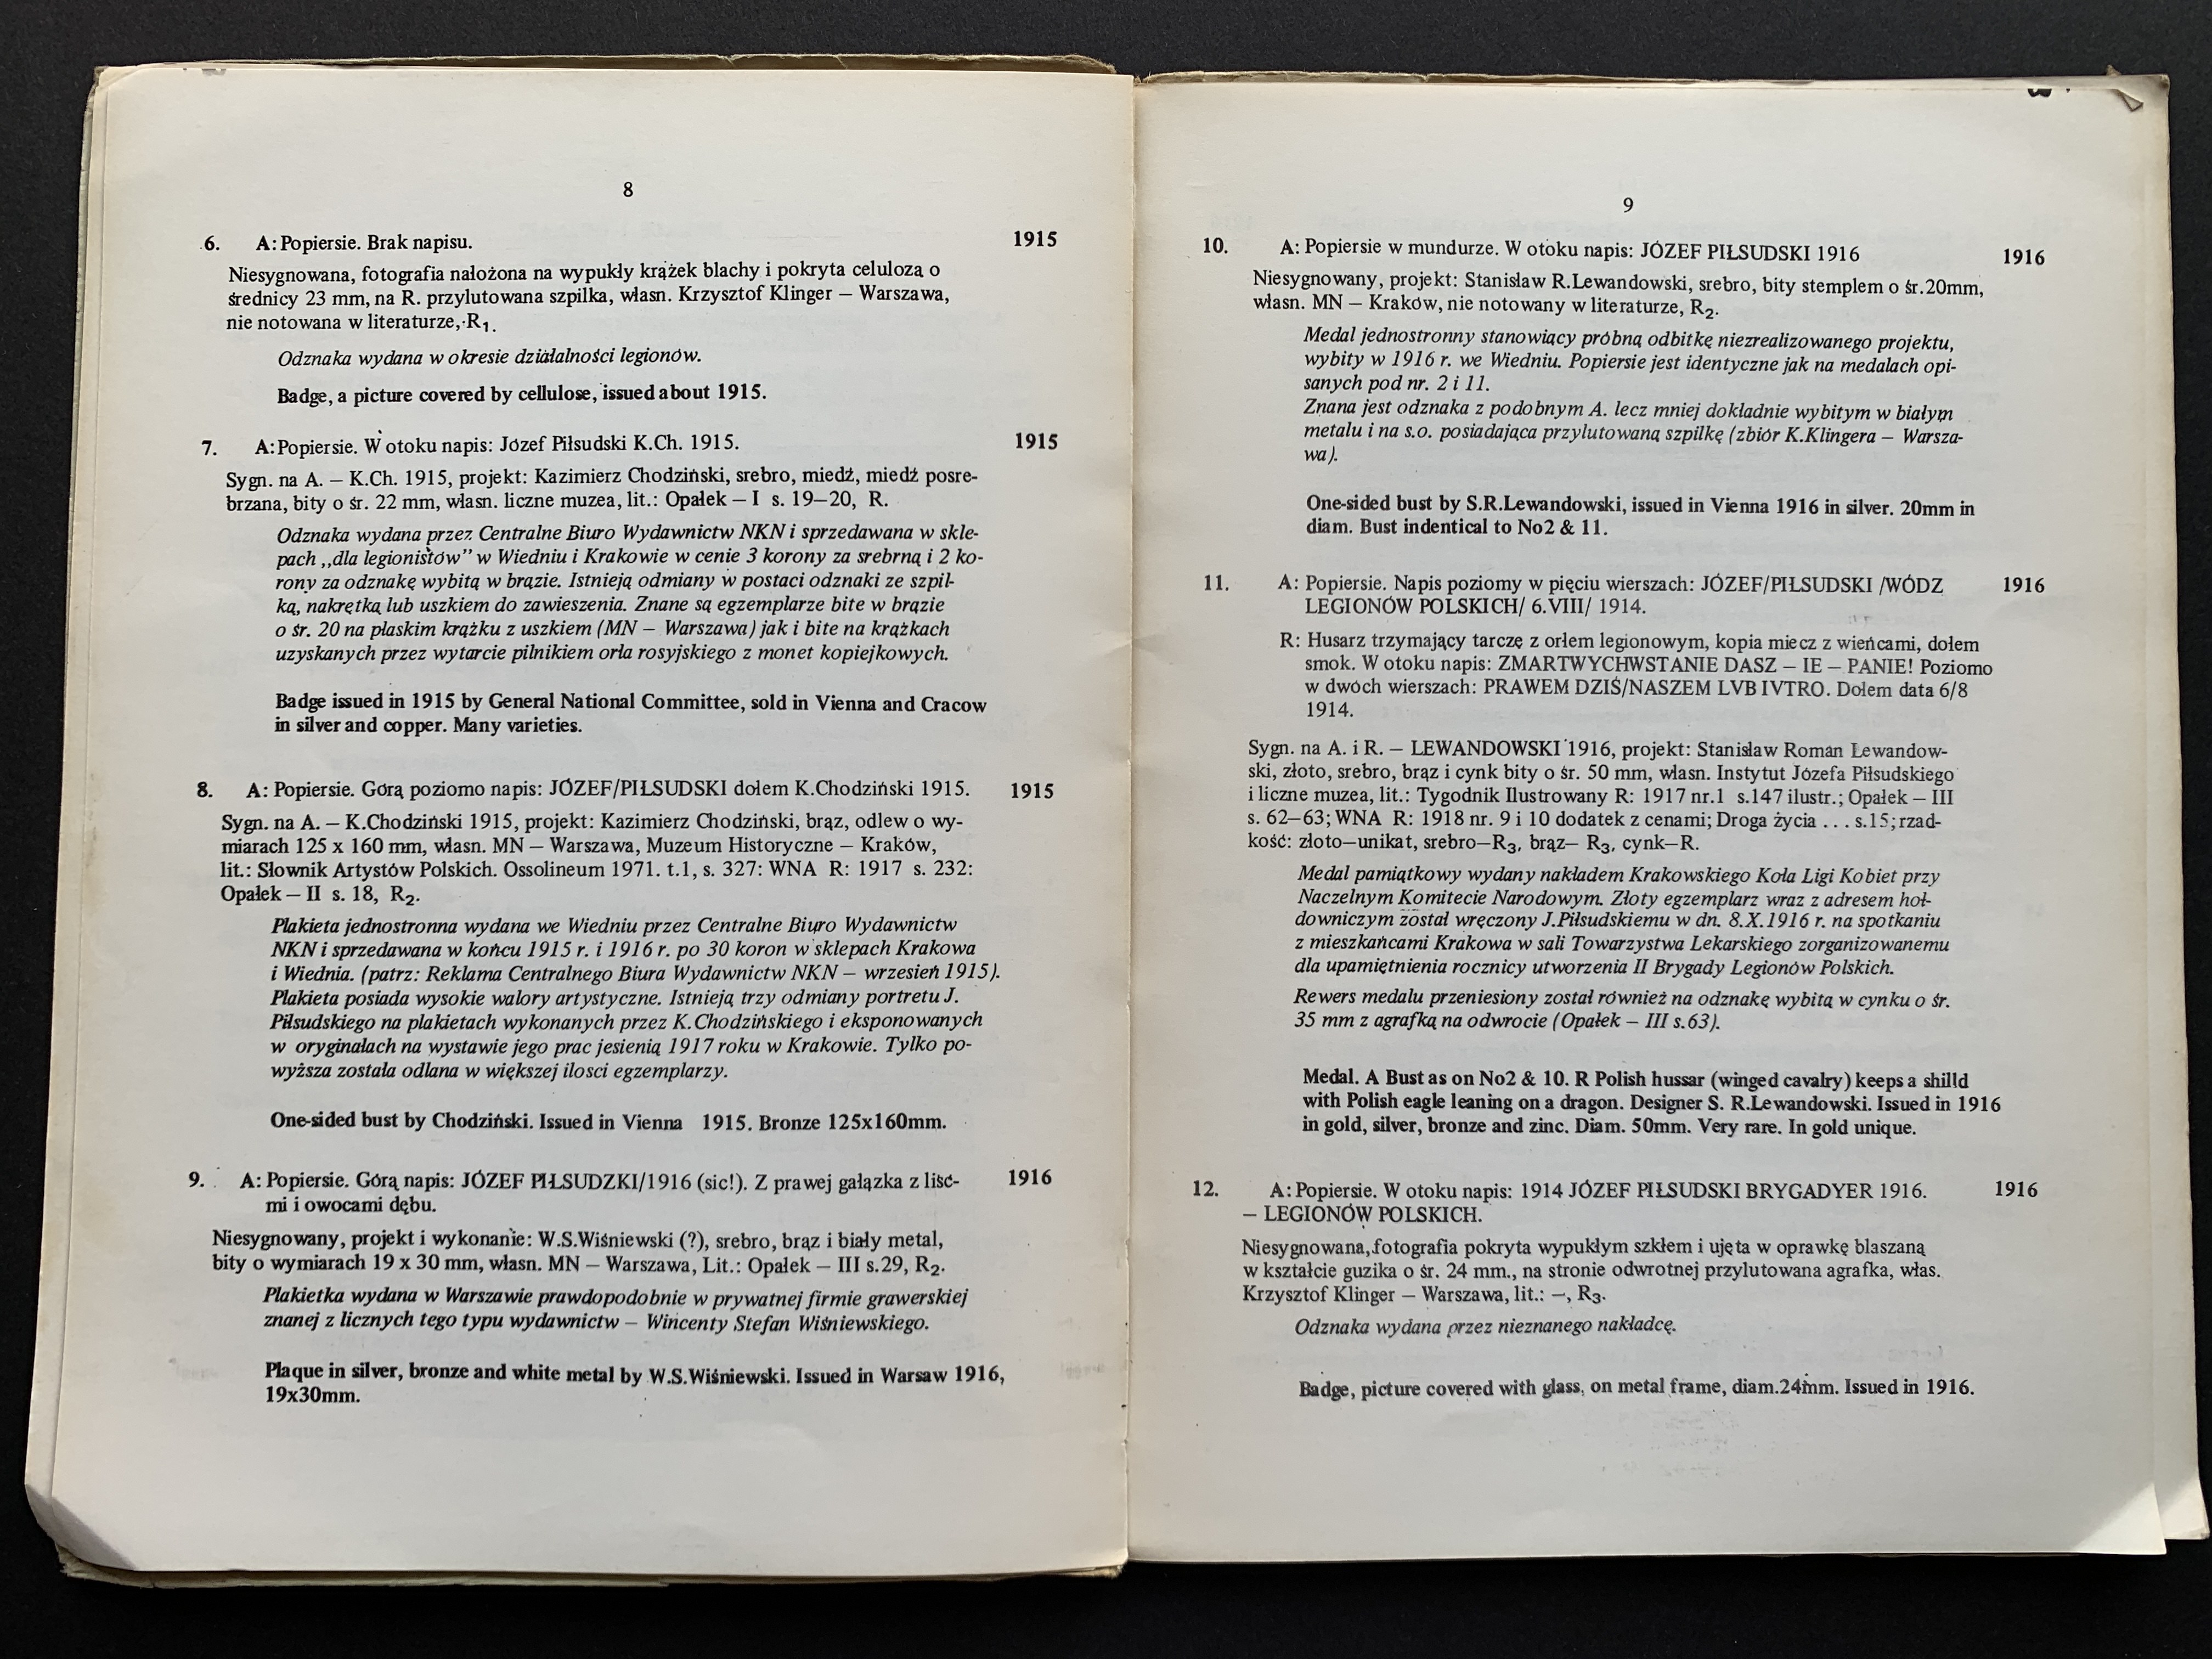 8
6. A: Popiersie. Brak napisu. 1915
Niesygnowana, fotografia nałożona na wypukły krążek blachy i pokryta celulozą o
średnicy 23 mm, na R. przylutowana szpilka, własn. Krzysztof Klinger – Warszawa,
nie notowana w literaturze, R₁.
Odznaka wydana w okresie działalności legionów.
Badge, a picture covered by cellulose, issued about 1915.
7. A: Popiersie. W otoku napis: Józef Piłsudski K.Ch. 1915. 1915
Sygn. na A. – K.Ch. 1915, projekt: Kazimierz Chodziński, srebro, miedź, miedź posre-
brzana, bity o śr. 22 mm, własn. liczne muzea, lit.: Opałek – I s. 19–20, R.
Odznaka wydana przez Centralne Biuro Wydawnictw NKN i sprzedawana w skle-
pach „dla legionistów” w Wiedniu i Krakowie w cenie 3 korony za srebrną i 2 ko-
rony za odznakę wybitą w brązie. Istnieją odmiany w postaci odznaki ze szpil-
ką, nakrętką lub uszkiem do zawieszenia. Znane są egzemplarze bite w brązie
o śr. 20 na płaskim krążku z uszkiem (MN – Warszawa) jak i bite na krążkach
uzyskanych przez wytarcie pilnikiem orła rosyjskiego z monet kopiejkowych.
Badge issued in 1915 by General National Committee, sold in Vienna and Cracow
in silver and copper. Many varieties.
8. A: Popiersie. Górą poziomo napis: JÓZEF/PIŁSUDSKI dołem K.Chodziński 1915. 1915
Sygn. na A. – K.Chodziński 1915, projekt: Kazimierz Chodziński, brąz, odlew o wy-
miarach 125 x 160 mm, własn. MN – Warszawa, Muzeum Historyczne – Kraków,
lit.: Słownik Artystów Polskich. Ossolineum 1971. t.1, s. 327: WNA R: 1917 s. 232:
Opałek – II s. 18, R₂.
Plakieta jednostronna wydana we Wiedniu przez Centralne Biuro Wydawnictw
NKN i sprzedawana w końcu 1915 r. i 1916 r. po 30 koron w sklepach Krakowa
i Wiednia. (patrz: Reklama Centralnego Biura Wydawnictw NKN – wrzesień 1915).
Plakieta posiada wysokie walory artystyczne. Istnieją trzy odmiany portretu J.
Piłsudskiego na plakietach wykonanych przez K.Chodzińskiego i eksponowanych
w oryginałach na wystawie jego prac jesienią 1917 roku w Krakowie. Tylko po-
wyższa została odlana w większej ilosci egzemplarzy.
One-sided bust by Chodziński. Issued in Vienna 1915. Bronze 125x160mm.
9. A: Popiersie. Górą napis: JÓZEF PIŁSUDZKI/1916 (sic!). Z prawej gałązka z liść- 1916
mi i owocami dębu.
Niesygnowany, projekt i wykonanie: W.S.Wiśniewski (?), srebro, brąz i biały metal,
bity o wymiarach 19 x 30 mm, własn. MN – Warszawa, Lit.: Opałek – III s.29, R₂.
Plakietka wydana w Warszawie prawdopodobnie w prywatnej firmie grawerskiej
znanej z licznych tego typu wydawnictw – Wincenty Stefan Wiśniewskiego.
Plaque in silver, bronze and white metal by W.S.Wiśniewski. Issued in Warsaw 1916,
19x30mm.
9
10. A: Popiersie w mundurze. W otoku napis: JÓZEF PIŁSUDSKI 1916 1916
Niesygnowany, projekt: Stanisław R.Lewandowski, srebro, bity stemplem o śr.20mm,
własn. MN – Kraków, nie notowany w literaturze, R₂.
Medal jednostronny stanowiący próbną odbitkę niezrealizowanego projektu,
wybity w 1916 r. we Wiedniu. Popiersie jest identyczne jak na medalach opi-
sanych pod nr. 2 i 11.
Znana jest odznaka z podobnym A. lecz mniej dokładnie wybitym w białym
metalu i na s.o. posiadająca przylutowaną szpilkę (zbiór K.Klingera – Warsza-
wa).
One-sided bust by S.R.Lewandowski, issued in Vienna 1916 in silver. 20mm in
diam. Bust indentical to No2 & 11.
11. A: Popiersie. Napis poziomy w pięciu wierszach: JÓZEF/PIŁSUDSKI /WÓDZ 1916
LEGIONÓW POLSKICH/ 6.VIII/ 1914.
R: Husarz trzymający tarczę z orłem legionowym, kopia miecz z wieńcami, dołem
smok. W otoku napis: ZMARTWYCHWSTANIE DASZ – IE – PANIE! Poziomo
w dwóch wierszach: PRAWEM DZIŚ/NASZEM LVB IVTRO. Dołem data 6/8
1914.
Sygn. na A. i R. – LEWANDOWSKI 1916, projekt: Stanisław Roman Lewandow-
ski, złoto, srebro, brąz i cynk bity o śr. 50 mm, własn. Instytut Józefa Piłsudskiego
i liczne muzea, lit.: Tygodnik Ilustrowany R: 1917 nr.1 s.147 ilustr.; Opałek – III
s. 62–63; WNA R: 1918 nr. 9 i 10 dodatek z cenami; Droga życia . . . s.15; rzad-
kość: złoto–unikat, srebro–R₃, brąz– R₃, cynk–R.
Medal pamiątkowy wydany nakładem Krakowskiego Koła Ligi Kobiet przy
Naczelnym Komitecie Narodowym. Złoty egzemplarz wraz z adresem hoł-
downiczym został wręczony J.Piłsudskiemu w dn. 8.X.1916 r. na spotkaniu
z mieszkańcami Krakowa w sali Towarzystwa Lekarskiego zorganizowanemu
dla upamiętnienia rocznicy utworzenia II Brygady Legionów Polskich.
Rewers medalu przeniesiony został również na odznakę wybitą w cynku o śr.
35 mm z agrafką na odwrocie (Opałek – III s.63).
Medal. A Bust as on No2 & 10. R Polish hussar (winged cavalry) keeps a shilld
with Polish eagle leaning on a dragon. Designer S. R.Lewandowski. Issued in 1916
in gold, silver, bronze and zinc. Diam. 50mm. Very rare. In gold unique.
12. A: Popiersie. W otoku napis: 1914 JÓZEF PIŁSUDSKI BRYGADYER 1916. 1916
– LEGIONÓW POLSKICH.
Niesygnowana, fotografia pokryta wypukłym szkłem i ujęta w oprawkę blaszaną
w kształcie guzika o śr. 24 mm., na stronie odwrotnej przylutowana agrafka, włas.
Krzysztof Klinger – Warszawa, lit.: –, R₃.
Odznaka wydana przez nieznanego nakładcę.
Badge, picture covered with glass, on metal frame, diam.24mm. Issued in 1916.